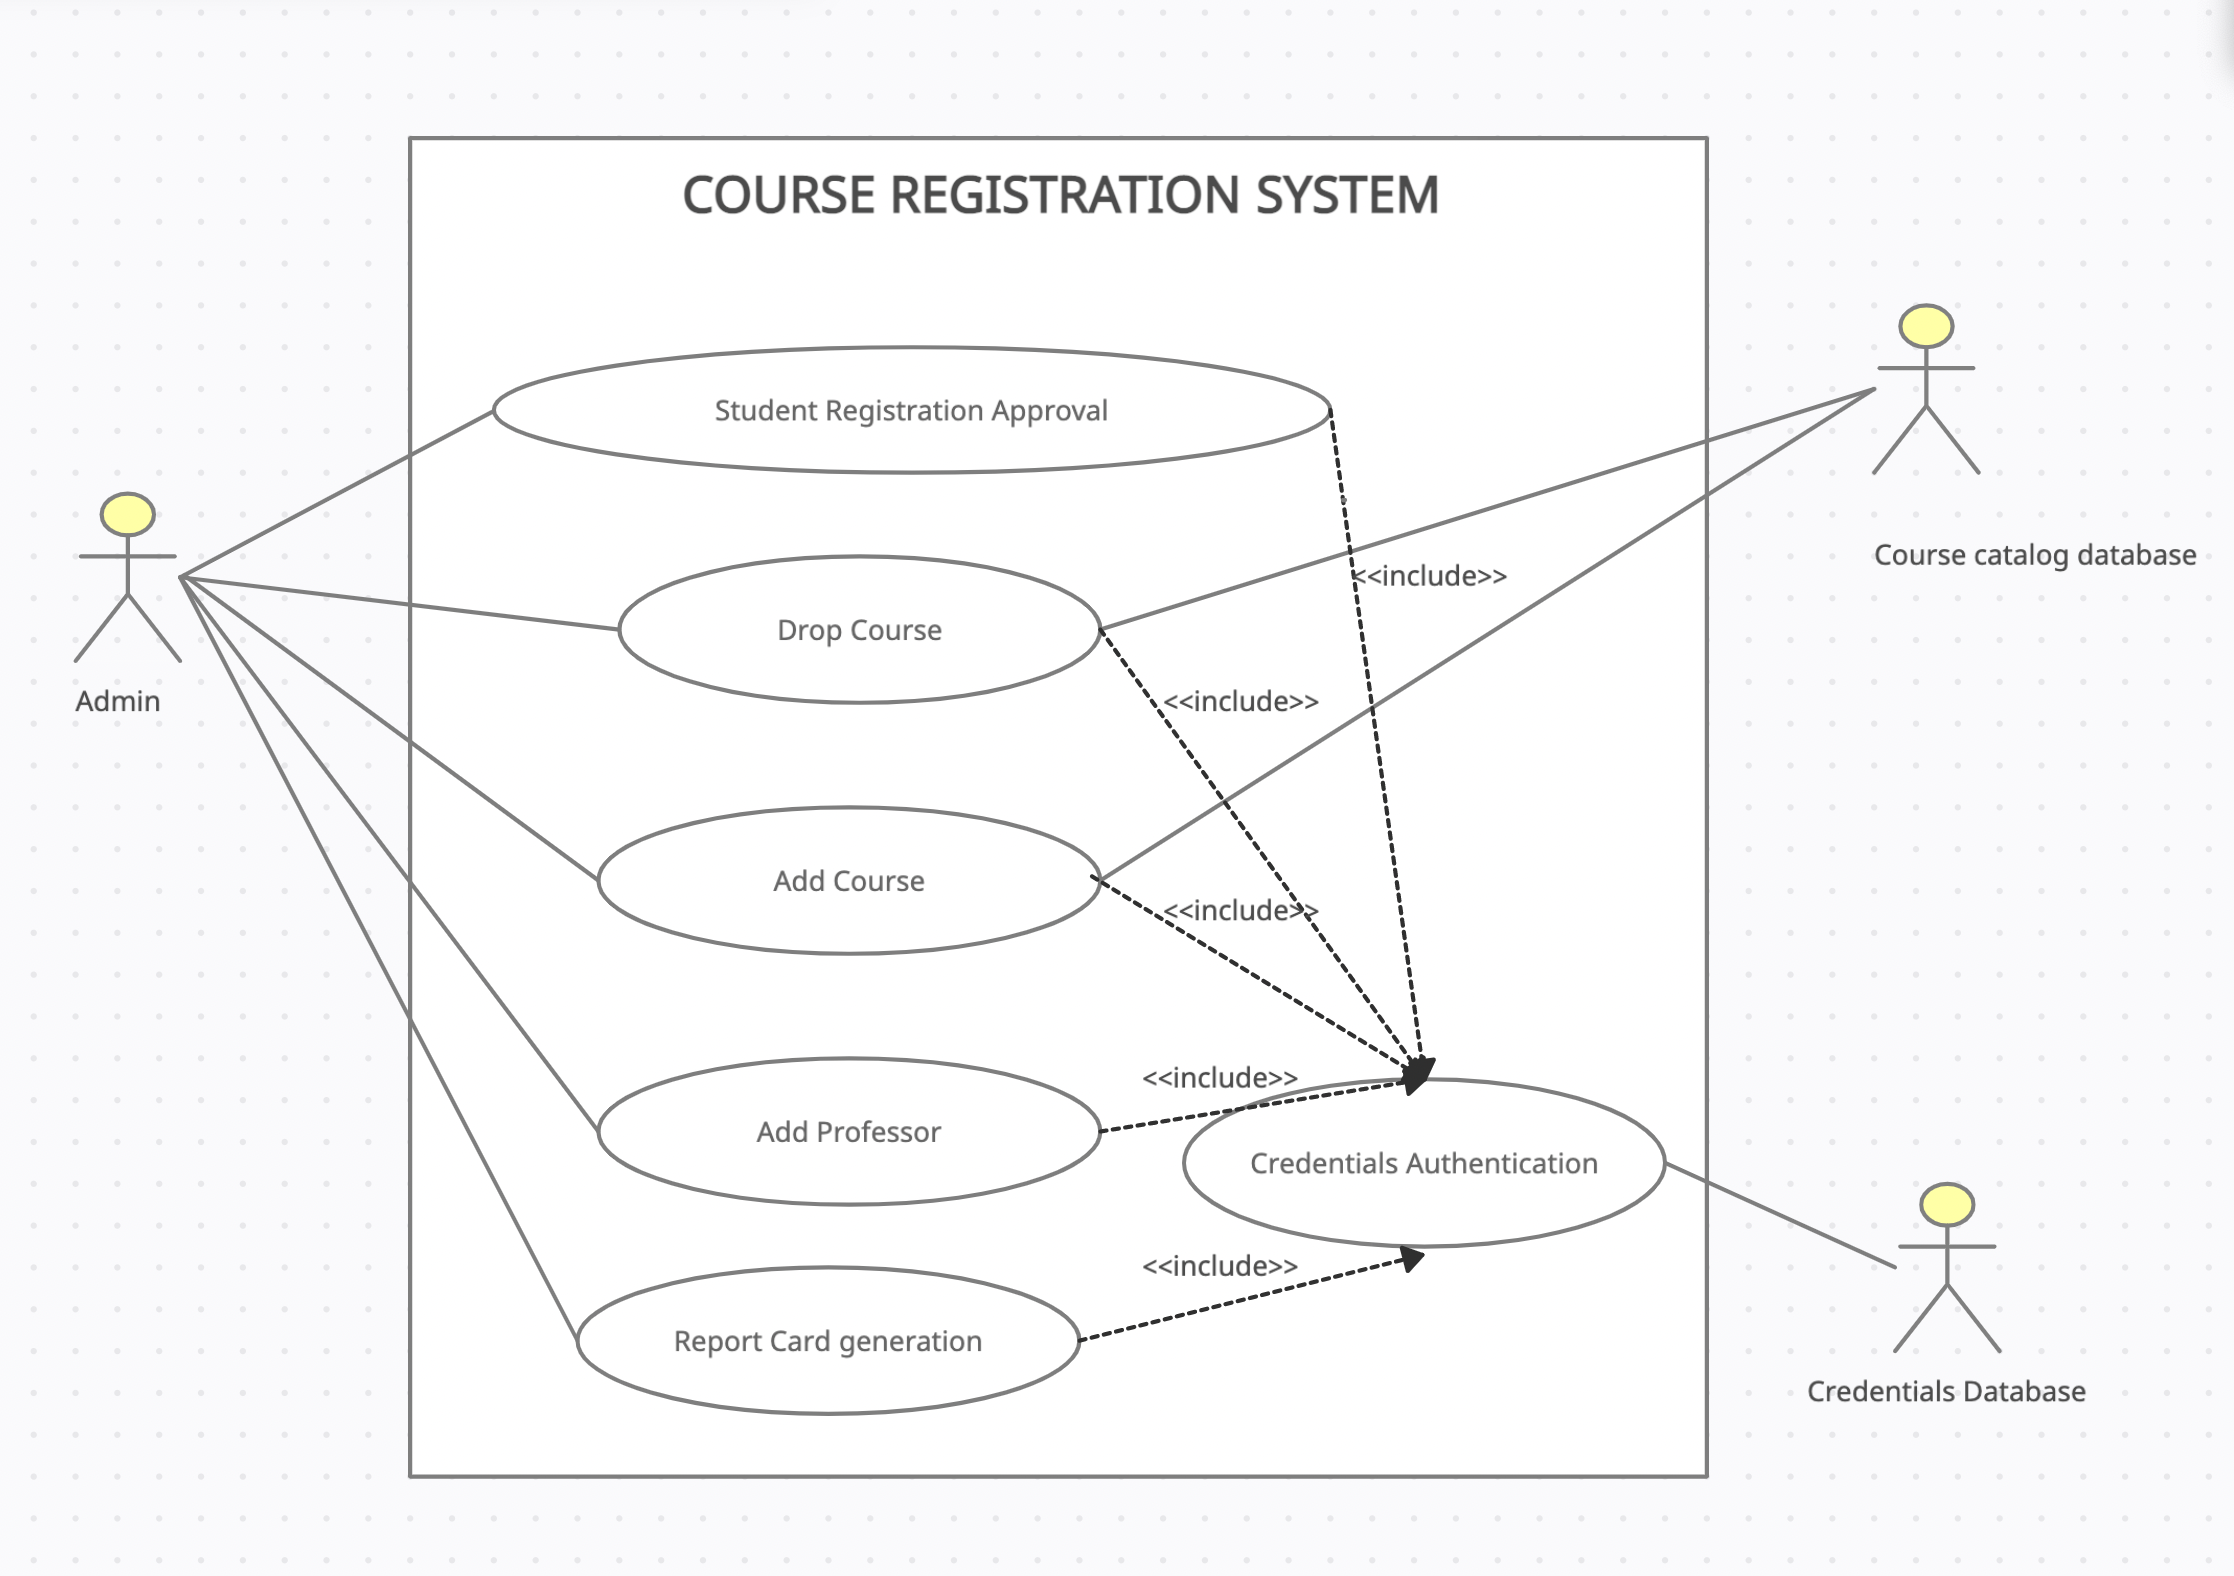 COURSE REGISTRATION SYSTEM
Student Registration Approval
Course catalog database
<<include>>
Drop Course
Admin
<<include>>
Add Course
<<include>>
<<include>>
Add Professor
Credentials Authentication
<<include>>
Report Card generation
Credentials Database